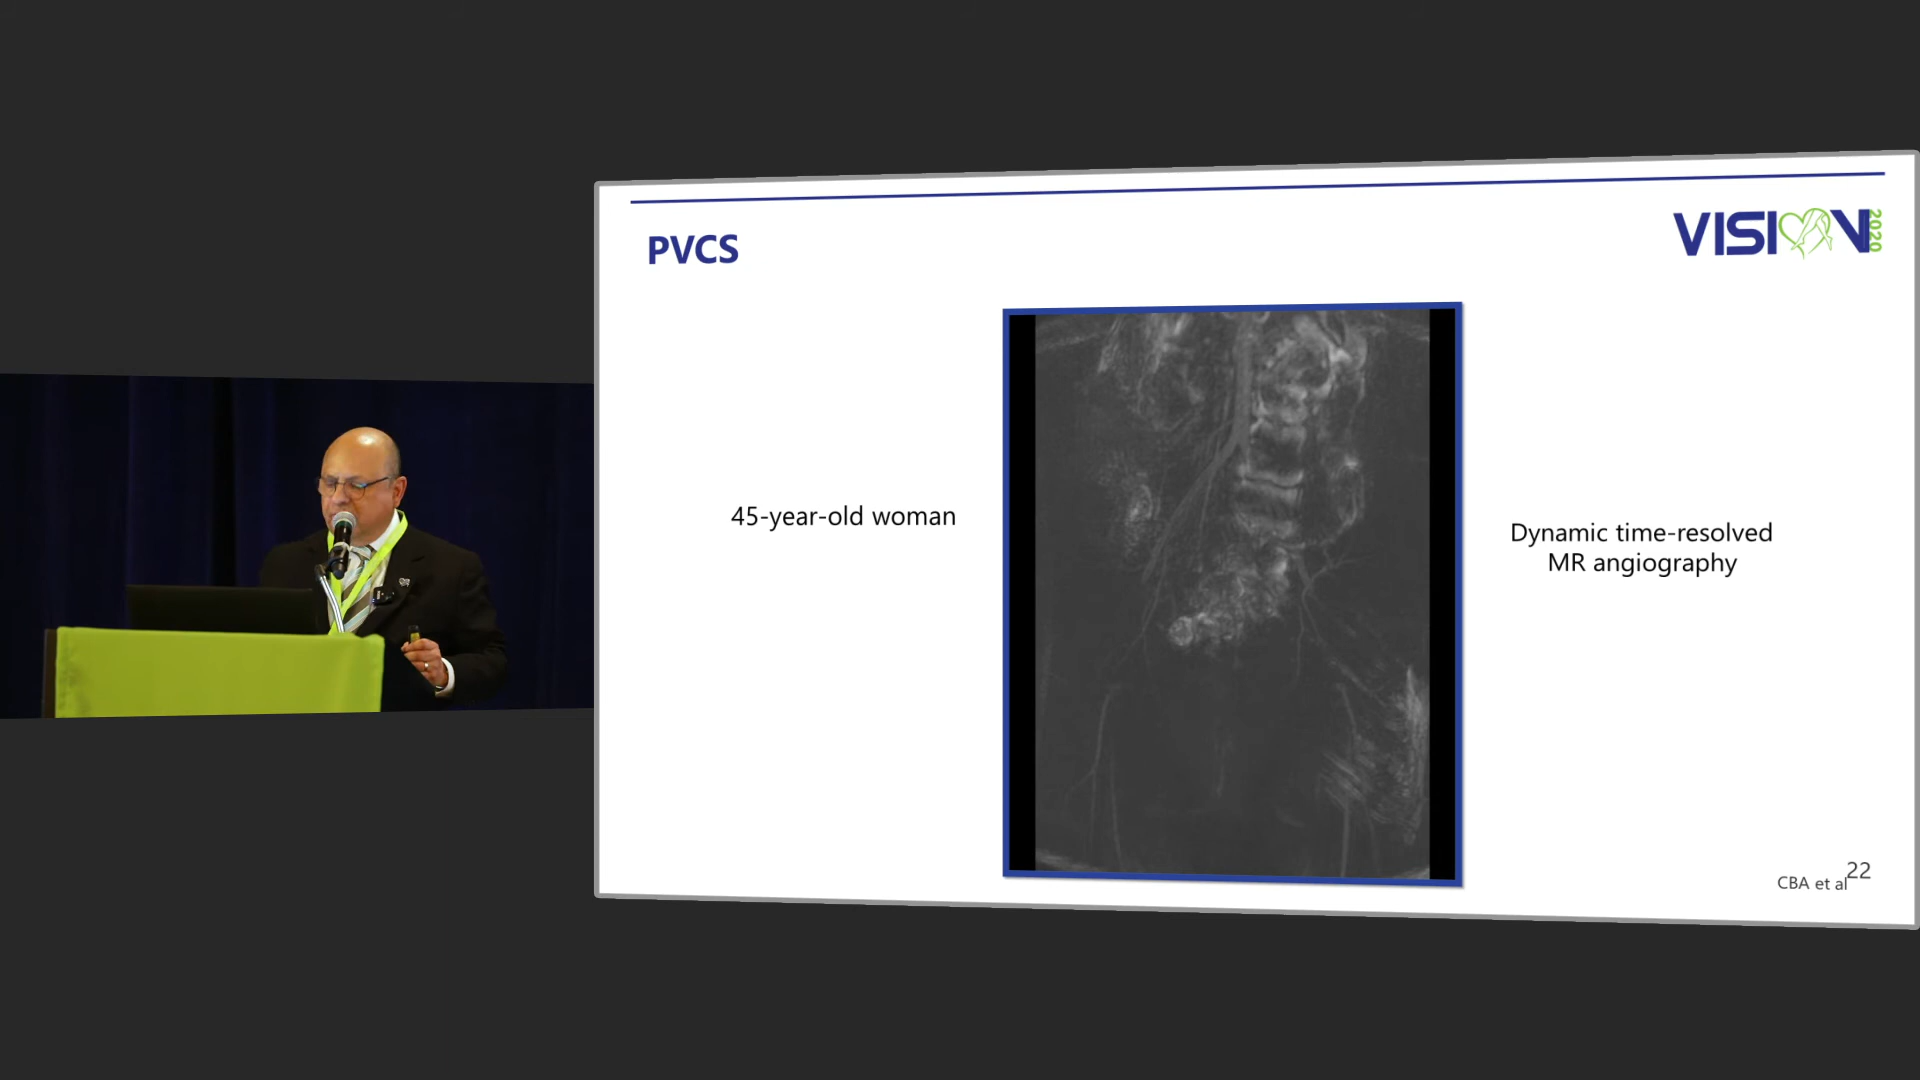 PVCS
VISION 2020
45-year-old woman
Dynamic time-resolved
MR angiography
22
CBA et al